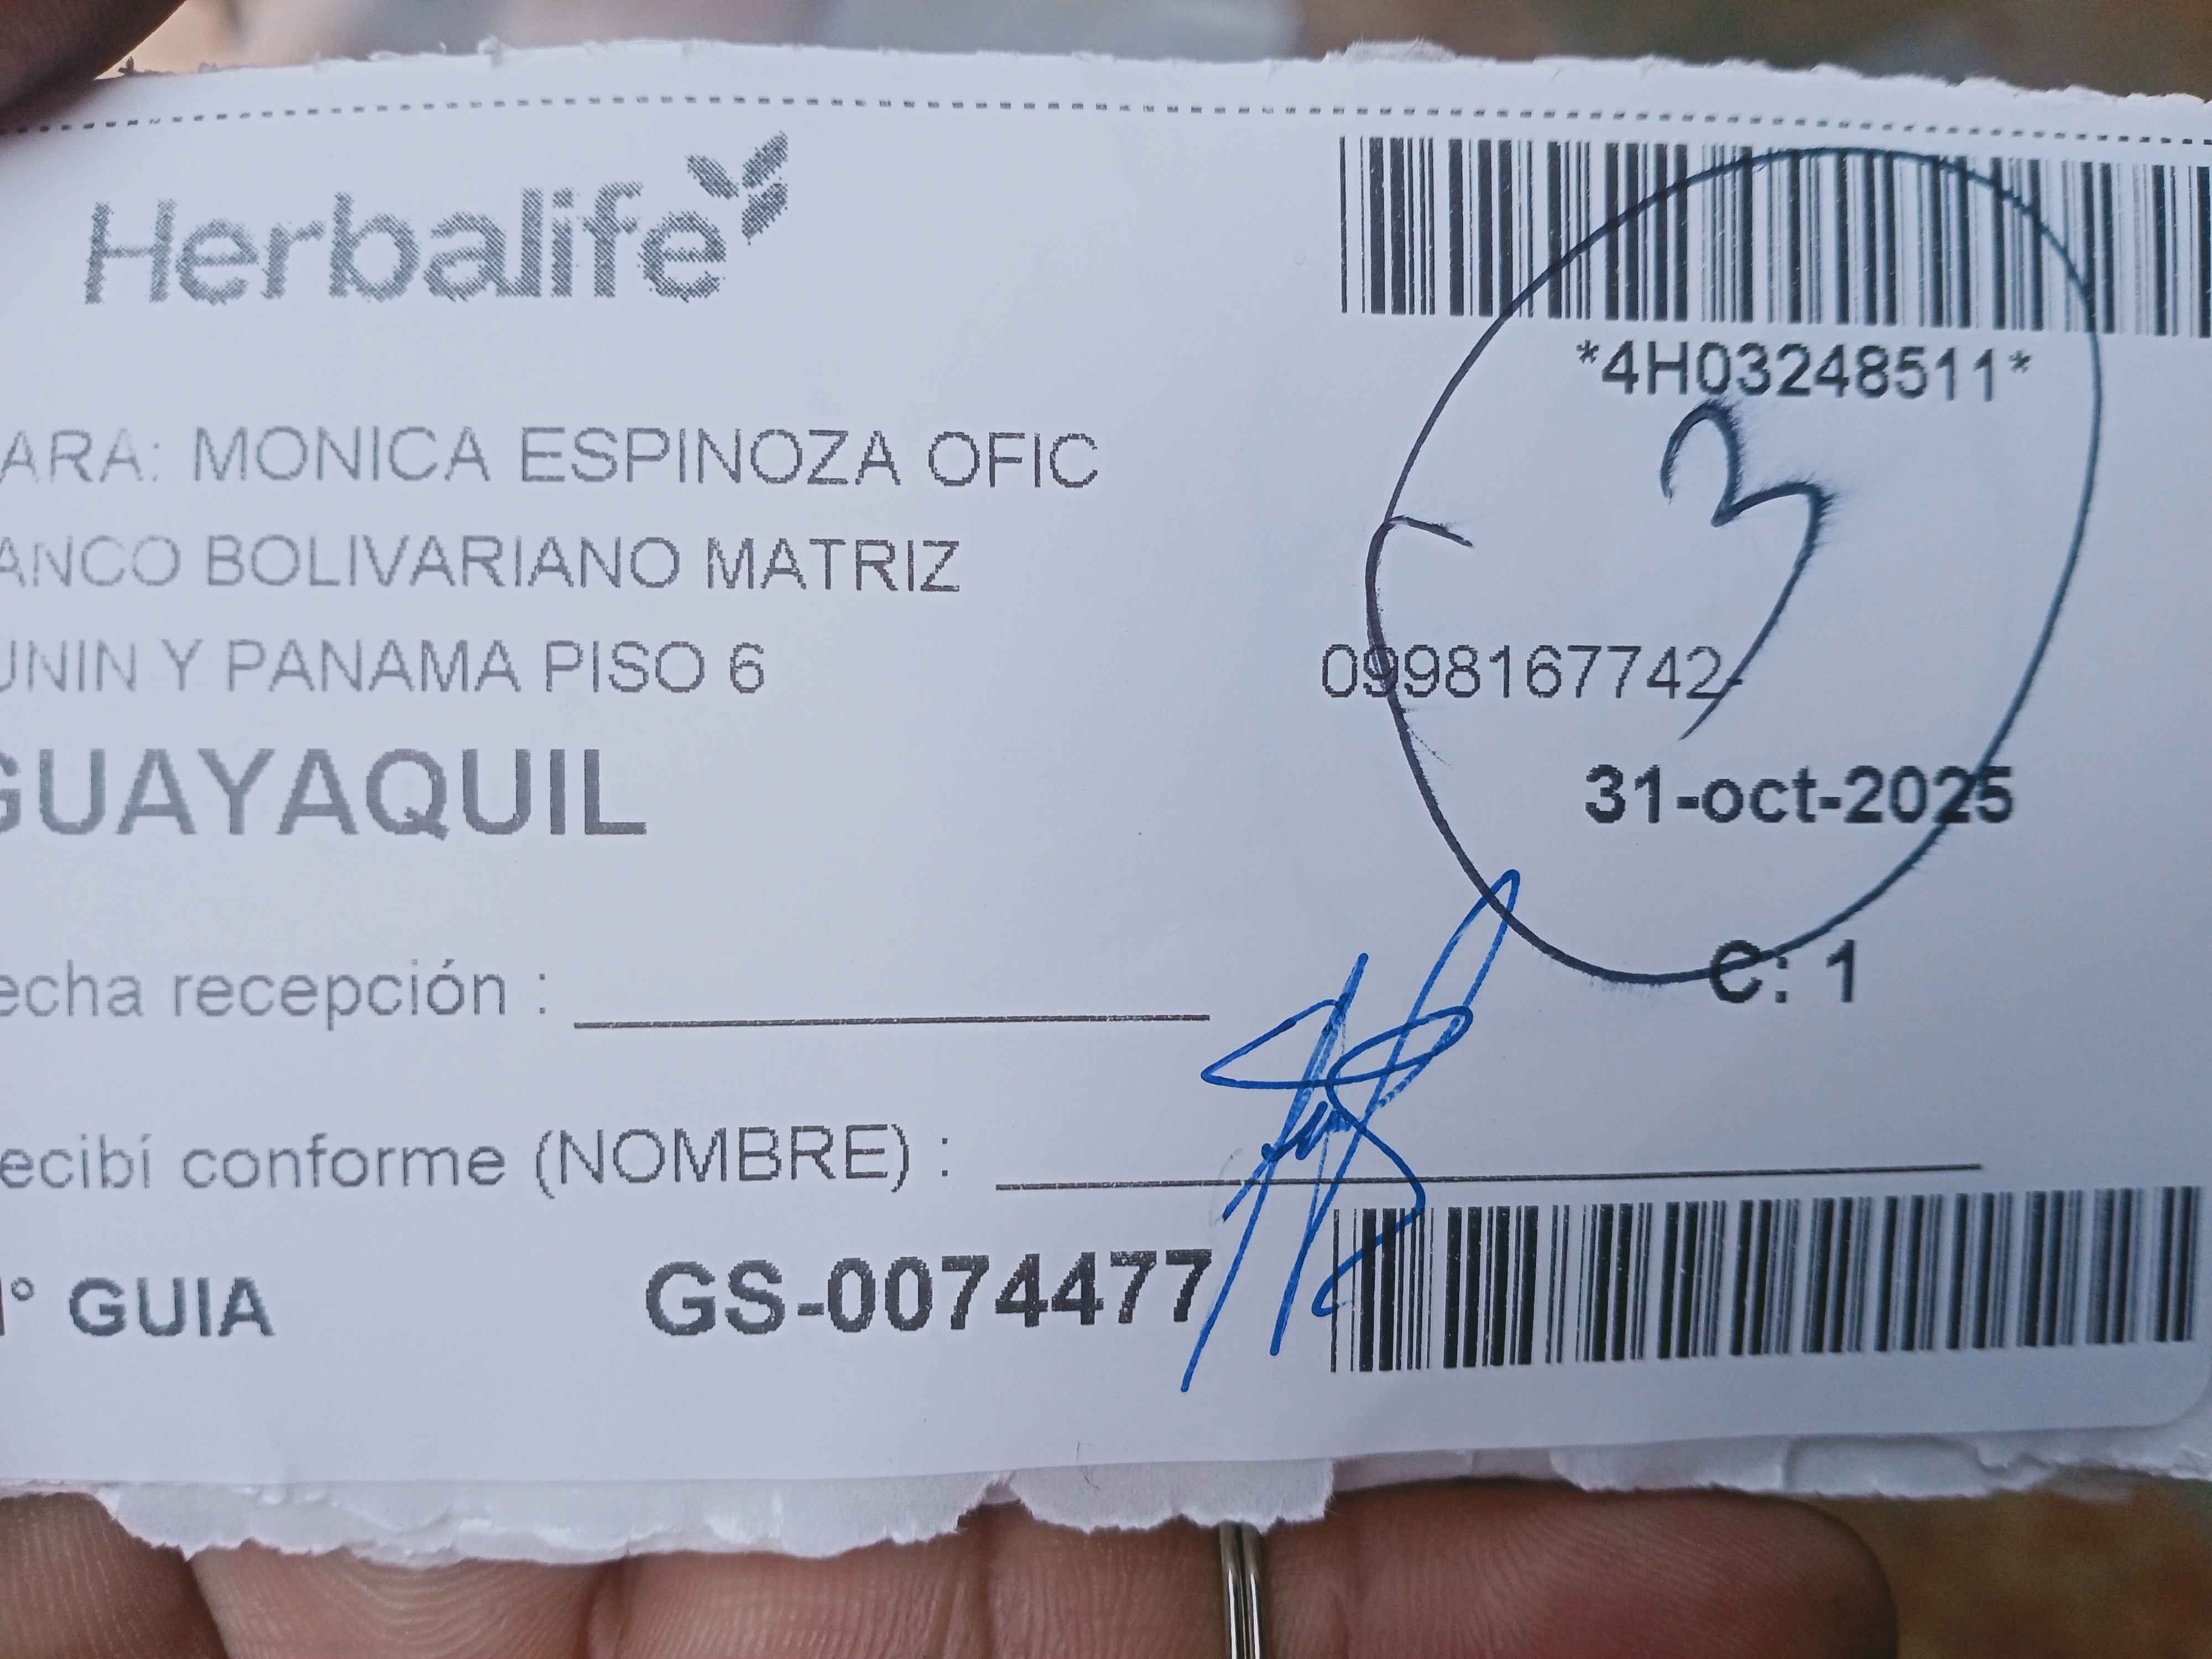 Herbalife
*4H03248511*
ARA: MONICA ESPINOZA OFIC
3
ANCO BOLIVARIANO MATRIZ
UNIN Y PANAMA PISO 6
0998167742-
GUAYAQUIL
31-oct-2025
C: 1
echa recepción :
ecibí conforme (NOMBRE) :
N° GUIA GS-0074477